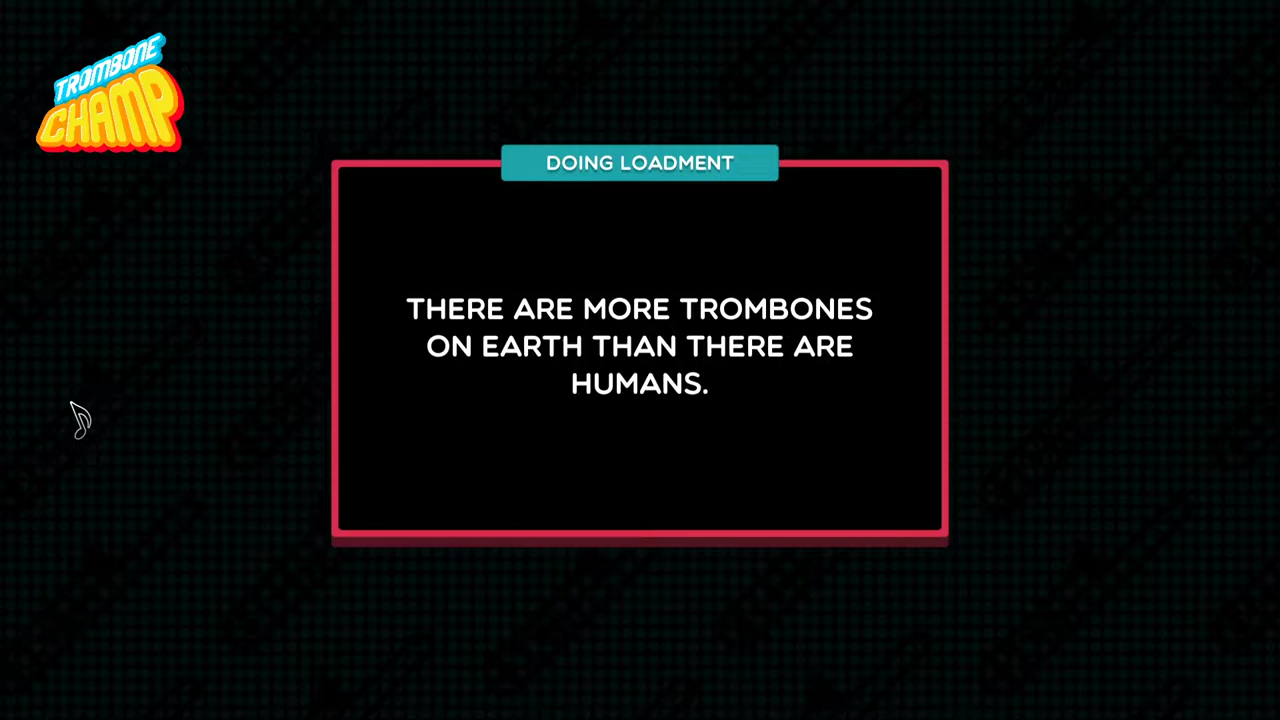 TROMBONE
CHAMP
DOING LOADMENT
THERE ARE MORE TROMBONES
ON EARTH THAN THERE ARE
HUMANS.